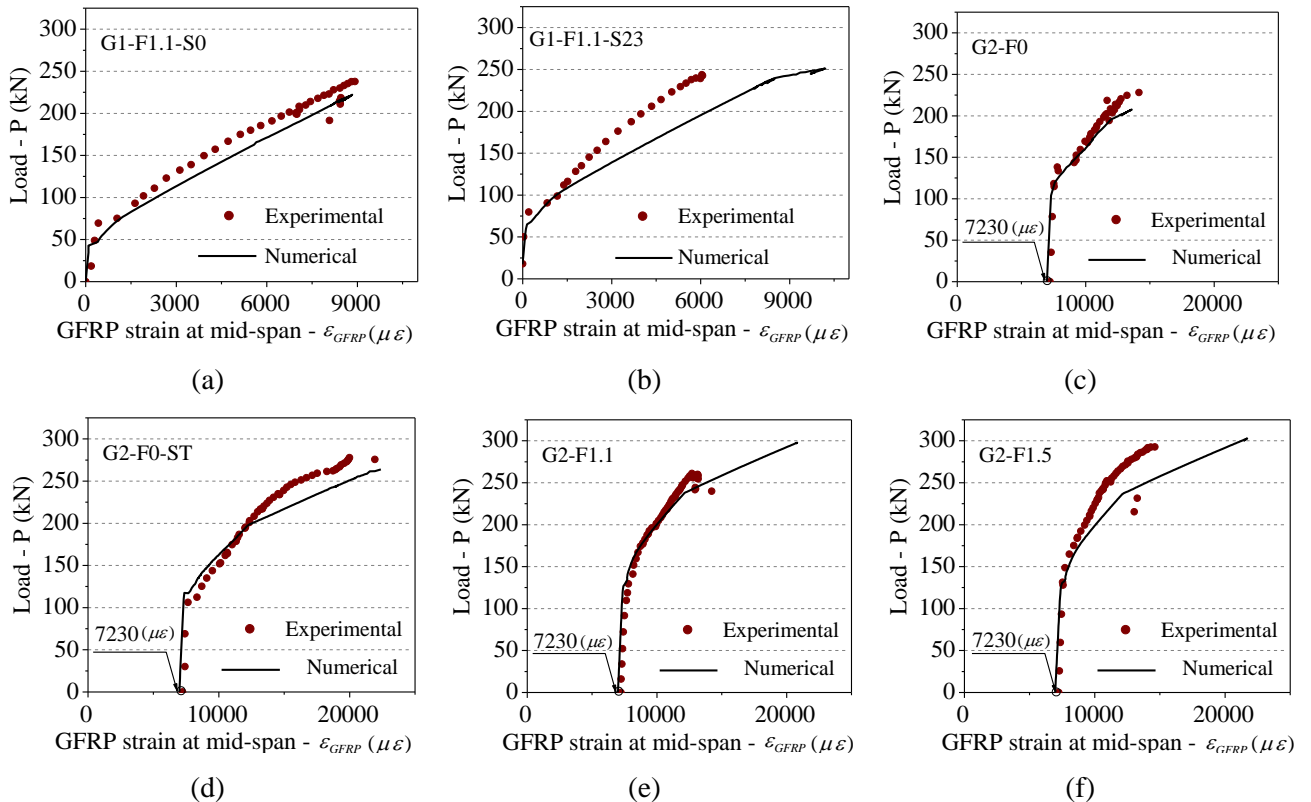 300
250
200
150
100
50
0
Load - P (kN)
G1-F1.1-S0
Experimental
Numerical
0 3000 6000 9000
GFRP strain at mid-span - εGFRP (με)
(a)
300
250
200
150
100
50
0
Load - P (kN)
G1-F1.1-S23
Experimental
Numerical
0 3000 6000 9000
GFRP strain at mid-span - εGFRP (με)
(b)
300
250
200
150
100
50
0
Load - P (kN)
G2-F0
7230 (με)
Experimental
Numerical
0 10000 20000
GFRP strain at mid-span - εGFRP (με)
(c)
300
250
200
150
100
50
0
Load - P (kN)
G2-F0-ST
7230 (με)
Experimental
Numerical
0 10000 20000
GFRP strain at mid-span - εGFRP (με)
(d)
300
250
200
150
100
50
0
Load - P (kN)
G2-F1.1
7230 (με)
Experimental
Numerical
0 10000 20000
GFRP strain at mid-span - εGFRP (με)
(e)
300
250
200
150
100
50
0
Load - P (kN)
G2-F1.5
7230 (με)
Experimental
Numerical
0 10000 20000
GFRP strain at mid-span - εGFRP (με)
(f)